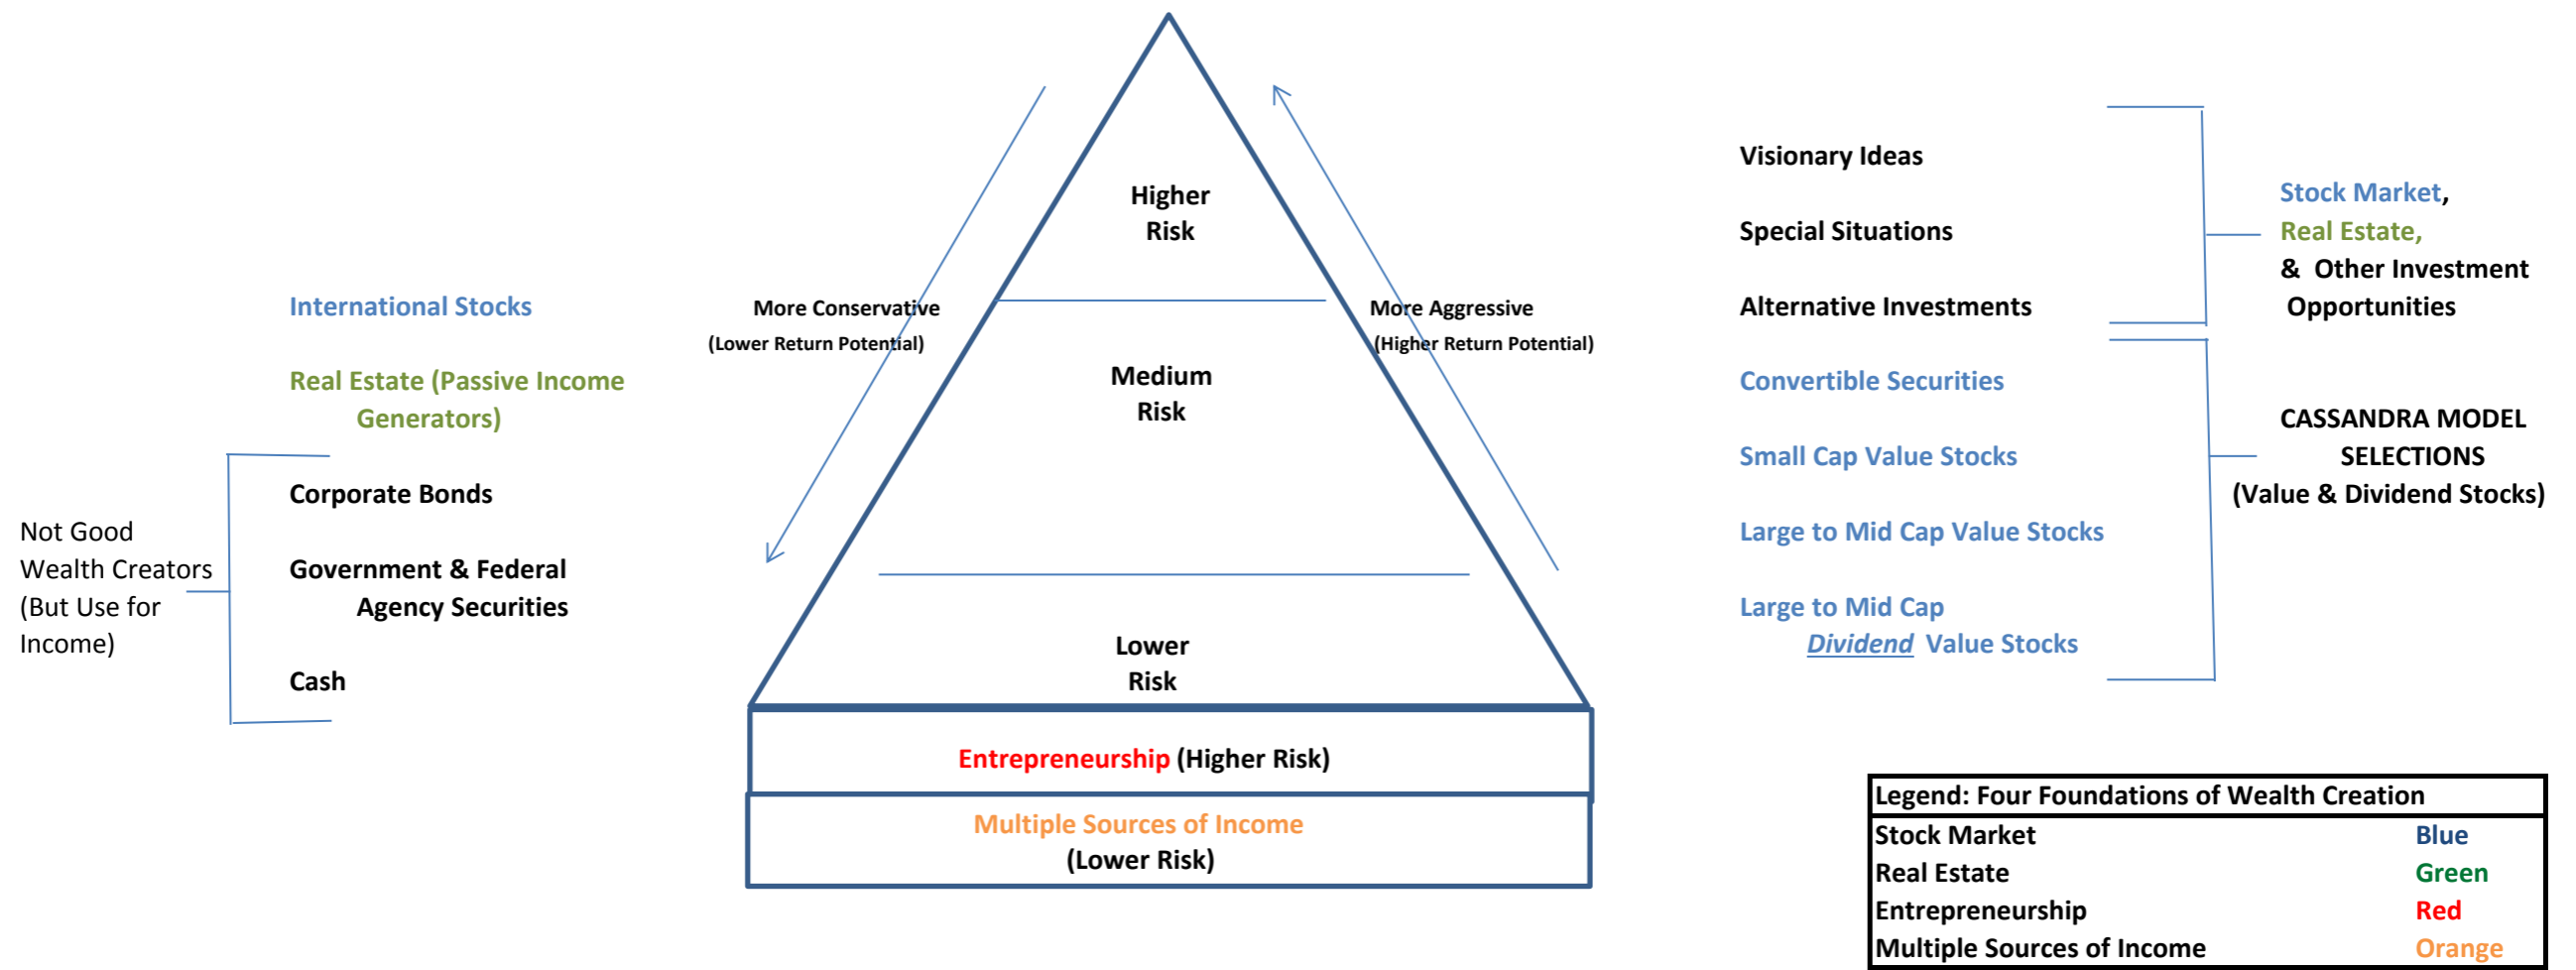 International Stocks
Real Estate (Passive Income
Generators)
Corporate Bonds
Government & Federal
Agency Securities
Cash
Not Good
Wealth Creators
(But Use for
Income)
More Conservative
(Lower Return Potential)
Higher
Risk
Medium
Risk
Lower
Risk
Entrepreneurship (Higher Risk)
Multiple Sources of Income
(Lower Risk)
More Aggressive
(Higher Return Potential)
Visionary Ideas
Special Situations
Alternative Investments
Convertible Securities
Small Cap Value Stocks
Large to Mid Cap Value Stocks
Large to Mid Cap
Dividend Value Stocks
Stock Market,
Real Estate,
& Other Investment
Opportunities
CASSANDRA MODEL
SELECTIONS
(Value & Dividend Stocks)
Legend: Four Foundations of Wealth Creation
Stock Market Blue
Real Estate Green
Entrepreneurship Red
Multiple Sources of Income Orange